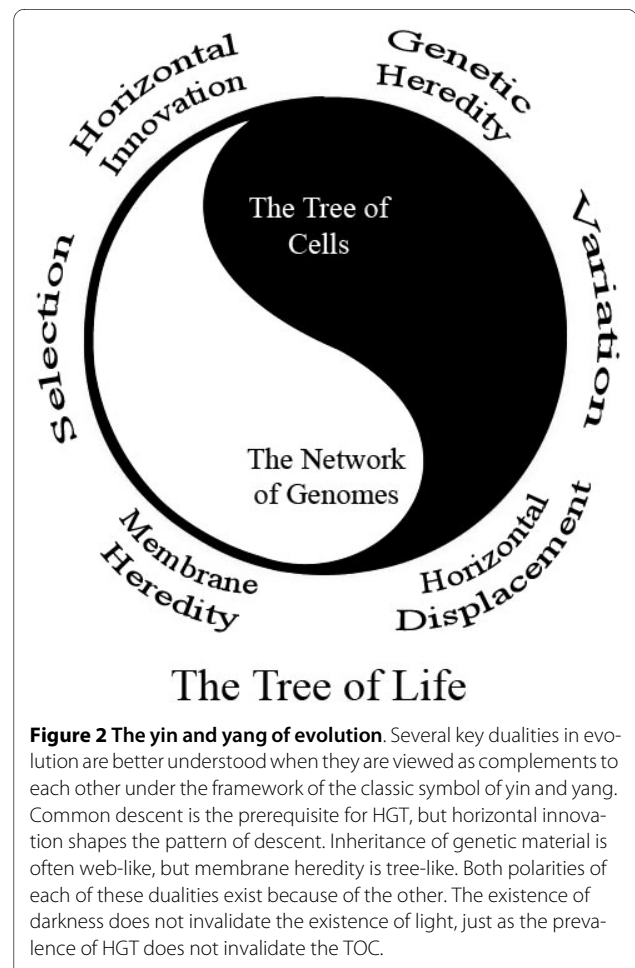 Horizontal
Innovation
Genetic
Heredity
Selection
Variation
The Tree of
Cells
The Network
of Genomes
Membrane
Heredity
Horizontal
Displacement
The Tree of Life
Figure 2 The yin and yang of evolution. Several key dualities in evo-
lution are better understood when they are viewed as complements to
each other under the framework of the classic symbol of yin and yang.
Common descent is the prerequisite for HGT, but horizontal innova-
tion shapes the pattern of descent. Inheritance of genetic material is
often web-like, but membrane heredity is tree-like. Both polarities of
each of these dualities exist because of the other. The existence of
darkness does not invalidate the existence of light, just as the preva-
lence of HGT does not invalidate the TOC.